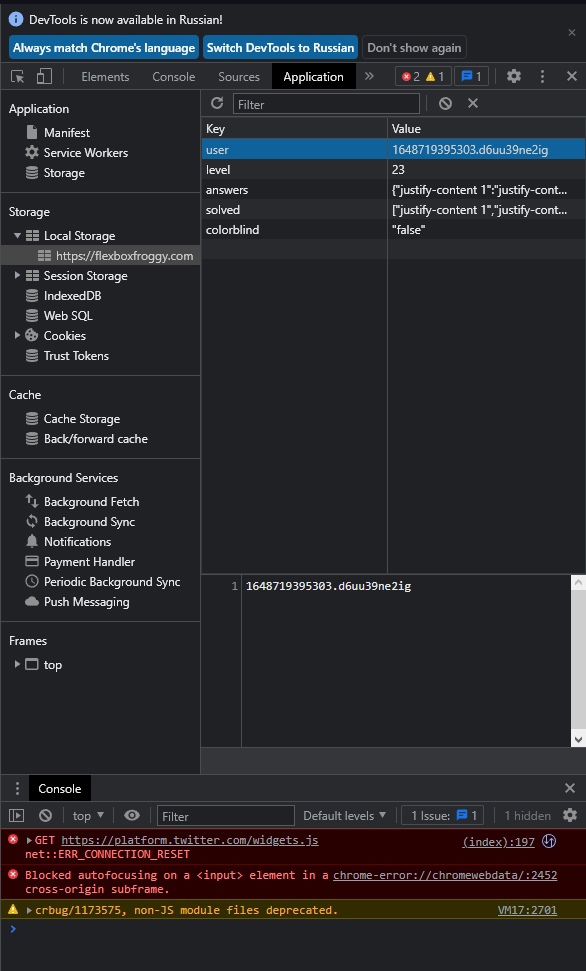 DevTools is now available in Russian!
Always match Chrome's language Switch DevTools to Russian Don't show again
Elements Console Sources Application 2 1 1
Application
Manifest
Service Workers
Storage
Storage
Local Storage
https://flexboxfroggy.com
Session Storage
IndexedDB
Web SQL
Cookies
Trust Tokens
Cache
Cache Storage
Back/forward cache
Background Services
Background Fetch
Background Sync
Notifications
Payment Handler
Periodic Background Sync
Push Messaging
Frames
top
Filter
Key Value
user 1648719395303.d6uu39ne2ig
level 23
answers {"justify-content 1":"justify-cont...
solved ["justify-content 1","justify-cont...
colorblind "false"
1 1648719395303.d6uu39ne2ig
Console
top Filter Default levels 1 Issue: 1 1 hidden
GET https://platform.twitter.com/widgets.js (index):197
net::ERR_CONNECTION_RESET
Blocked autofocusing on a <input> element in a chrome-error://chromewebdata/:2452
cross-origin subframe.
crbug/1173575, non-JS module files deprecated. VM17:2701